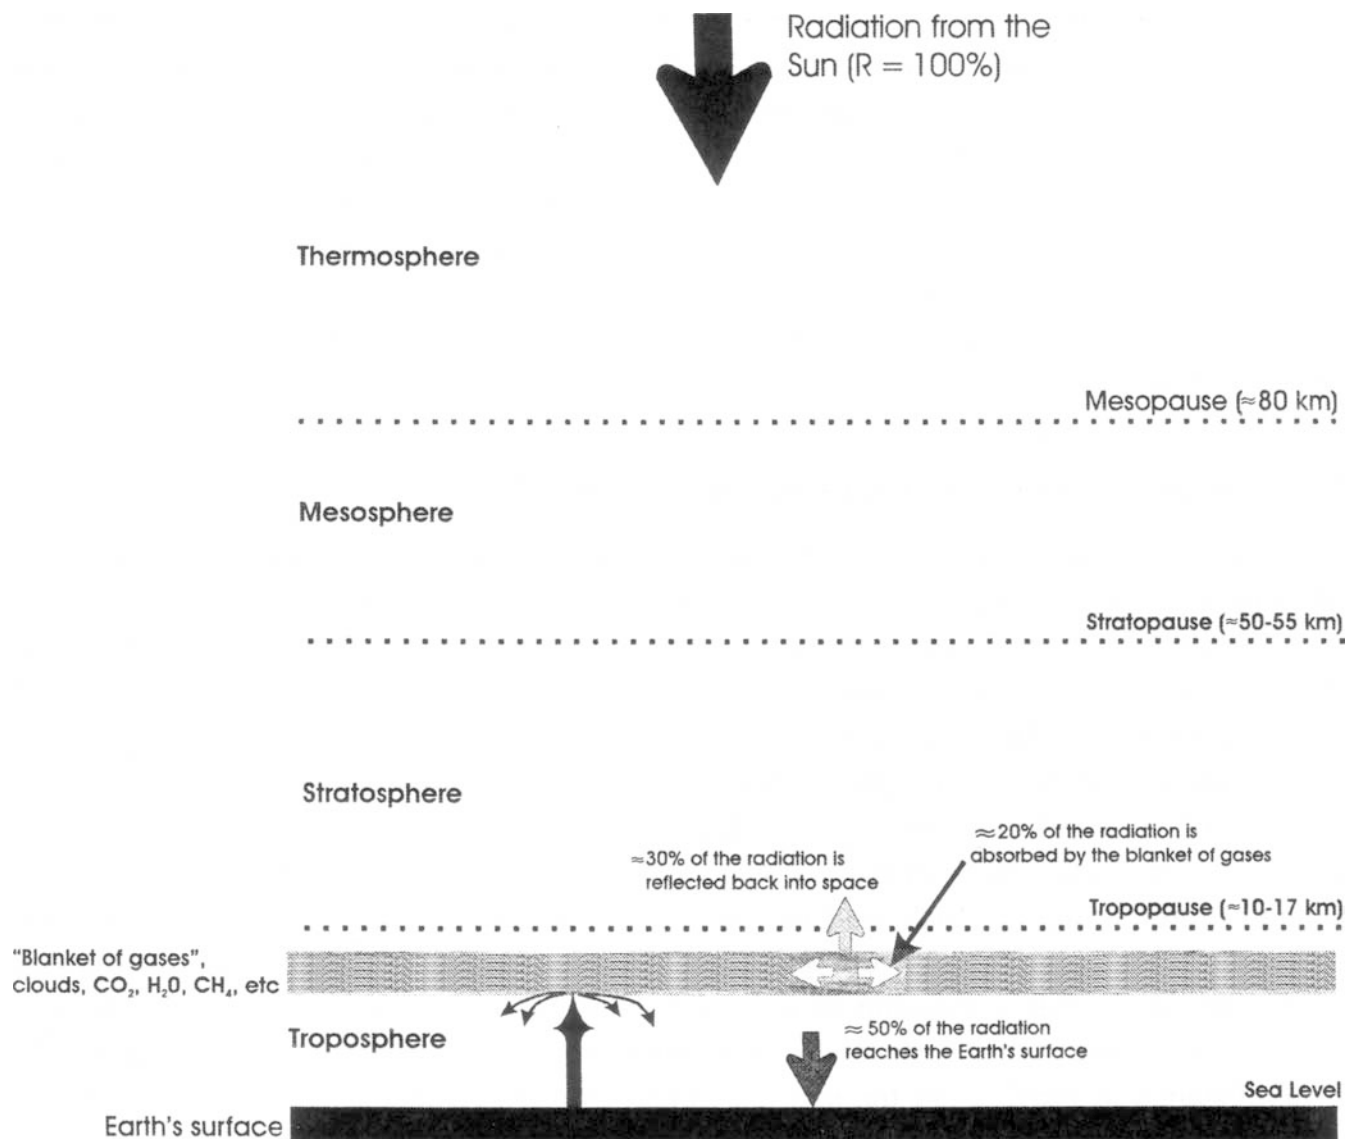 Radiation from the
Sun (R = 100%)
Thermosphere
Mesopause (≈80 km)
Mesosphere
Stratopause (≈50-55 km)
Stratosphere
≈20% of the radiation is
absorbed by the blanket of gases
≈30% of the radiation is
reflected back into space
Tropopause (≈10-17 km)
"Blanket of gases",
clouds, CO₂, H₂0, CH₄, etc
Troposphere
≈ 50% of the radiation
reaches the Earth's surface
Sea Level
Earth's surface